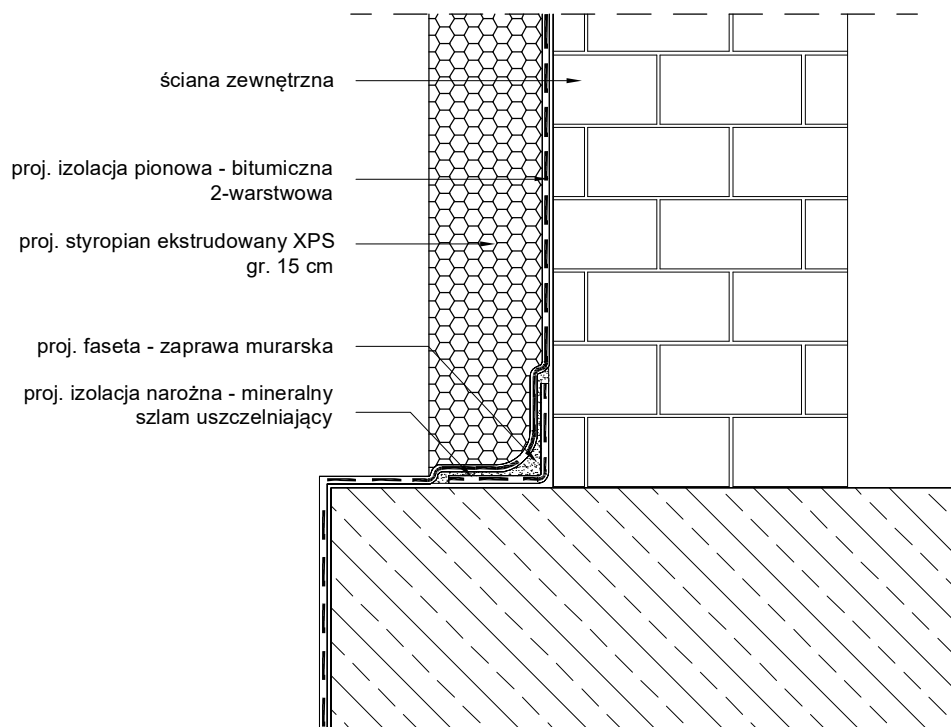 ściana zewnętrzna
proj. izolacja pionowa - bitumiczna
2-warstwowa
proj. styropian ekstrudowany XPS
gr. 15 cm
proj. faseta - zaprawa murarska
proj. izolacja narożna - mineralny
szlam uszczelniający